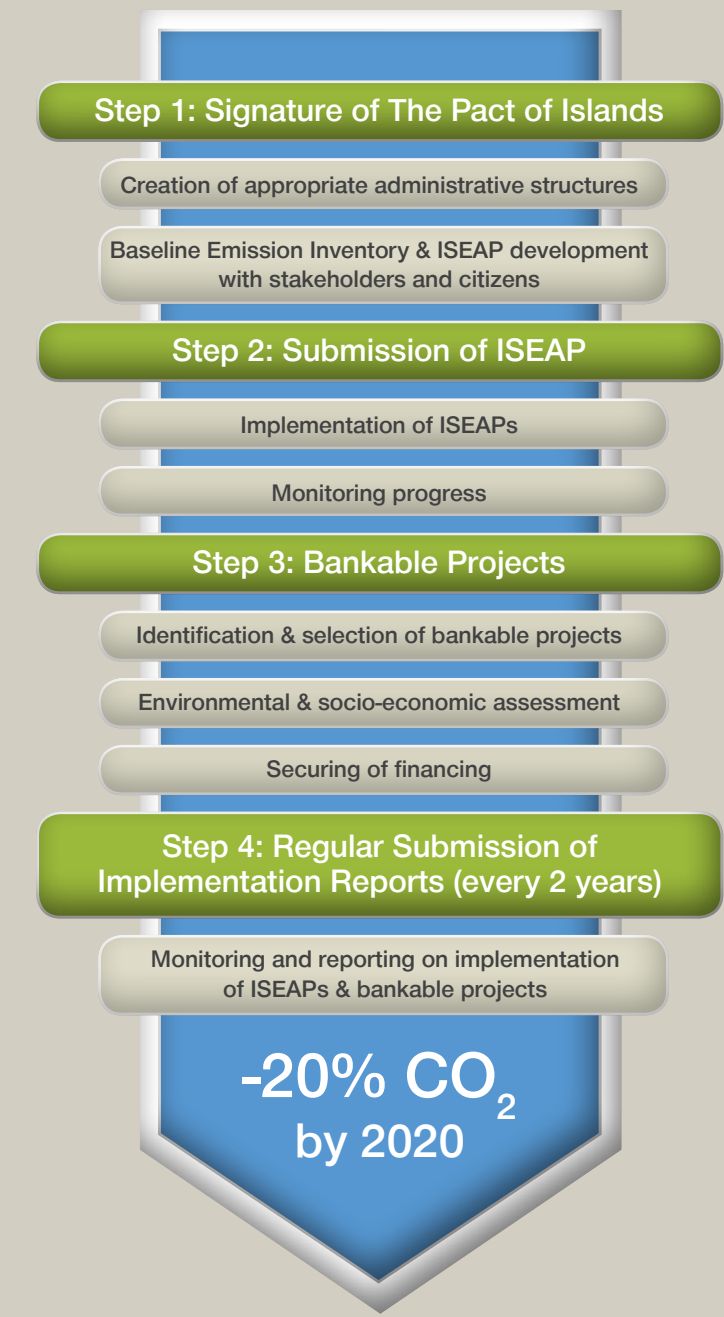 Step 1: Signature of The Pact of Islands
Creation of appropriate administrative structures
Baseline Emission Inventory & ISEAP development
with stakeholders and citizens
Step 2: Submission of ISEAP
Implementation of ISEAPs
Monitoring progress
Step 3: Bankable Projects
Identification & selection of bankable projects
Environmental & socio-economic assessment
Securing of financing
Step 4: Regular Submission of
Implementation Reports (every 2 years)
Monitoring and reporting on implementation
of ISEAPs & bankable projects
-20% CO₂
by 2020